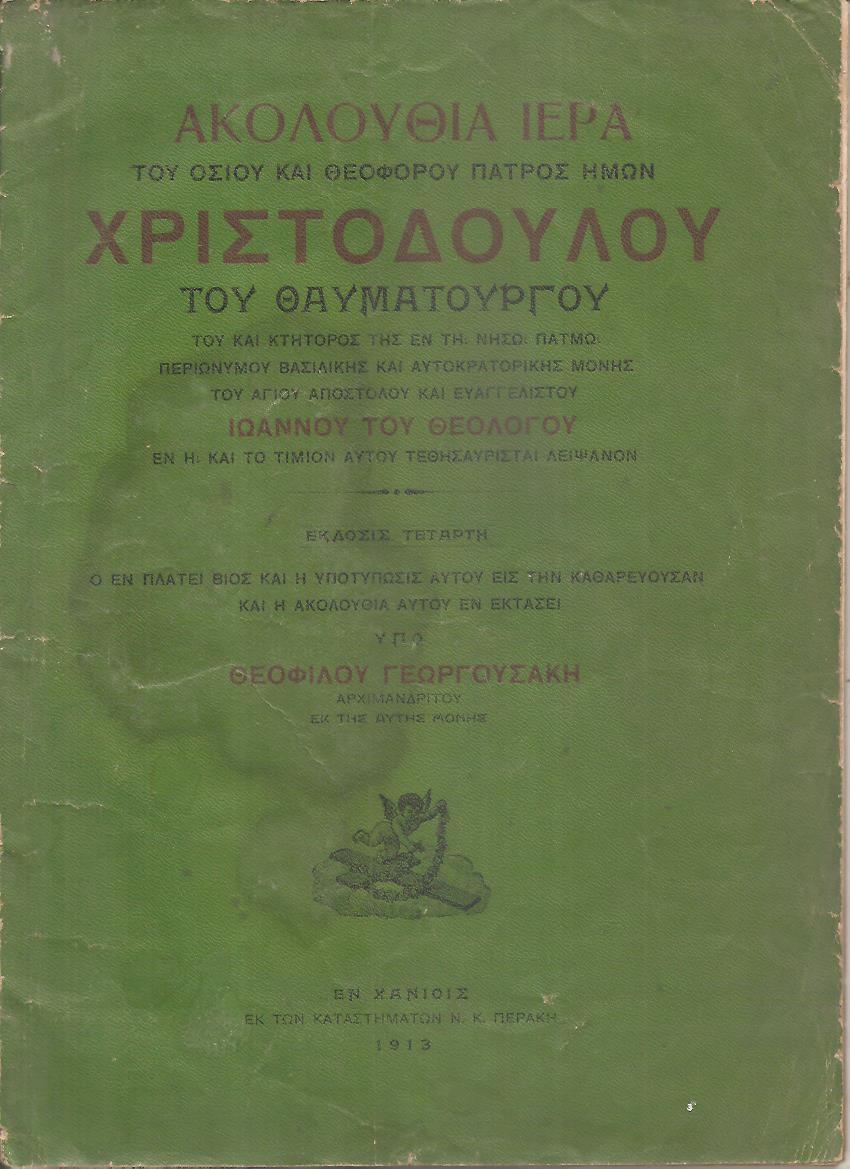 ΑΚΟΛΟΥΘΙΑ ΙΕΡΑ
ΤΟΥ ΟΣΙΟΥ ΚΑΙ ΘΕΟΦΟΡΟΥ ΠΑΤΡΟΣ ΗΜΩΝ
ΧΡΙΣΤΟΔΟΥΛΟΥ
ΤΟΥ ΘΑΥΜΑΤΟΥΡΓΟΥ
ΤΟΥ ΚΑΙ ΚΤΗΤΟΡΟΣ ΤΗΣ ΕΝ ΤΗ: ΝΗΣΩ: ΠΑΤΜΩ:
ΠΕΡΙΩΝΥΜΟΥ ΒΑΣΙΛΙΚΗΣ ΚΑΙ ΑΥΤΟΚΡΑΤΟΡΙΚΗΣ ΜΟΝΗΣ
ΤΟΥ ΑΓΙΟΥ ΑΠΟΣΤΟΛΟΥ ΚΑΙ ΕΥΑΓΓΕΛΙΣΤΟΥ
ΙΩΑΝΝΟΥ ΤΟΥ ΘΕΟΛΟΓΟΥ
ΕΝ Η: ΚΑΙ ΤΟ ΤΙΜΙΟΝ ΑΥΤΟΥ ΤΕΘΗΣΑΥΡΙΣΤΑΙ ΛΕΙΨΑΝΟΝ
ΕΚΔΟΣΙΣ ΤΕΤΑΡΤΗ
Ο ΕΝ ΠΛΑΤΕΙ ΒΙΟΣ ΚΑΙ Η ΥΠΟΤΥΠΩΣΙΣ ΑΥΤΟΥ ΕΙΣ ΤΗΝ ΚΑΘΑΡΕΥΟΥΣΑΝ
ΚΑΙ Η ΑΚΟΛΟΥΘΙΑ ΑΥΤΟΥ ΕΝ ΕΚΤΑΣΕΙ
ΥΠΟ
ΘΕΟΦΙΛΟΥ ΓΕΩΡΓΟΥΣΑΚΗ
ΑΡΧΙΜΑΝΔΡΙΤΟΥ
ΕΚ ΤΗΣ ΑΥΤΗΣ ΜΟΝΗΣ
ΕΝ ΧΑΝΙΟΙΣ
ΕΚ ΤΩΝ ΚΑΤΑΣΤΗΜΑΤΩΝ Ν. Κ. ΠΕΡΑΚΗ
1913